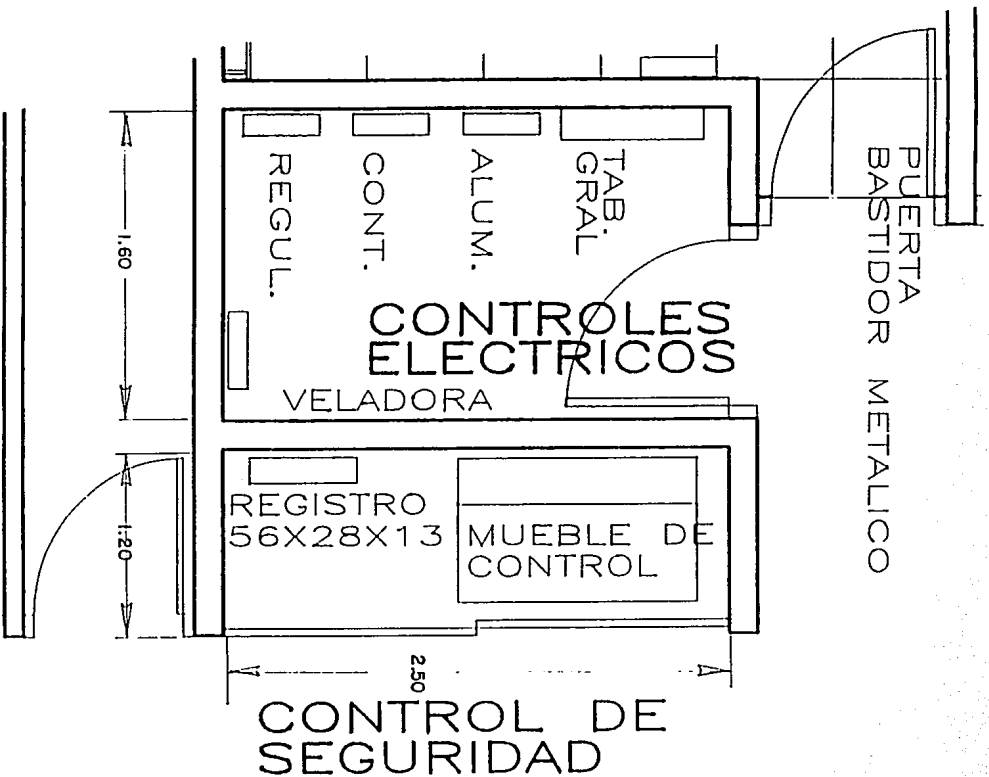 PUERTA
BASTIDOR METALICO
TAB.
GRAL
ALUM.
CONT.
REGUL.
1.60
CONTROLES
ELECTRICOS
VELADORA
1.20
REGISTRO
56X28X13
MUEBLE DE
CONTROL
2.50
CONTROL DE
SEGURIDAD